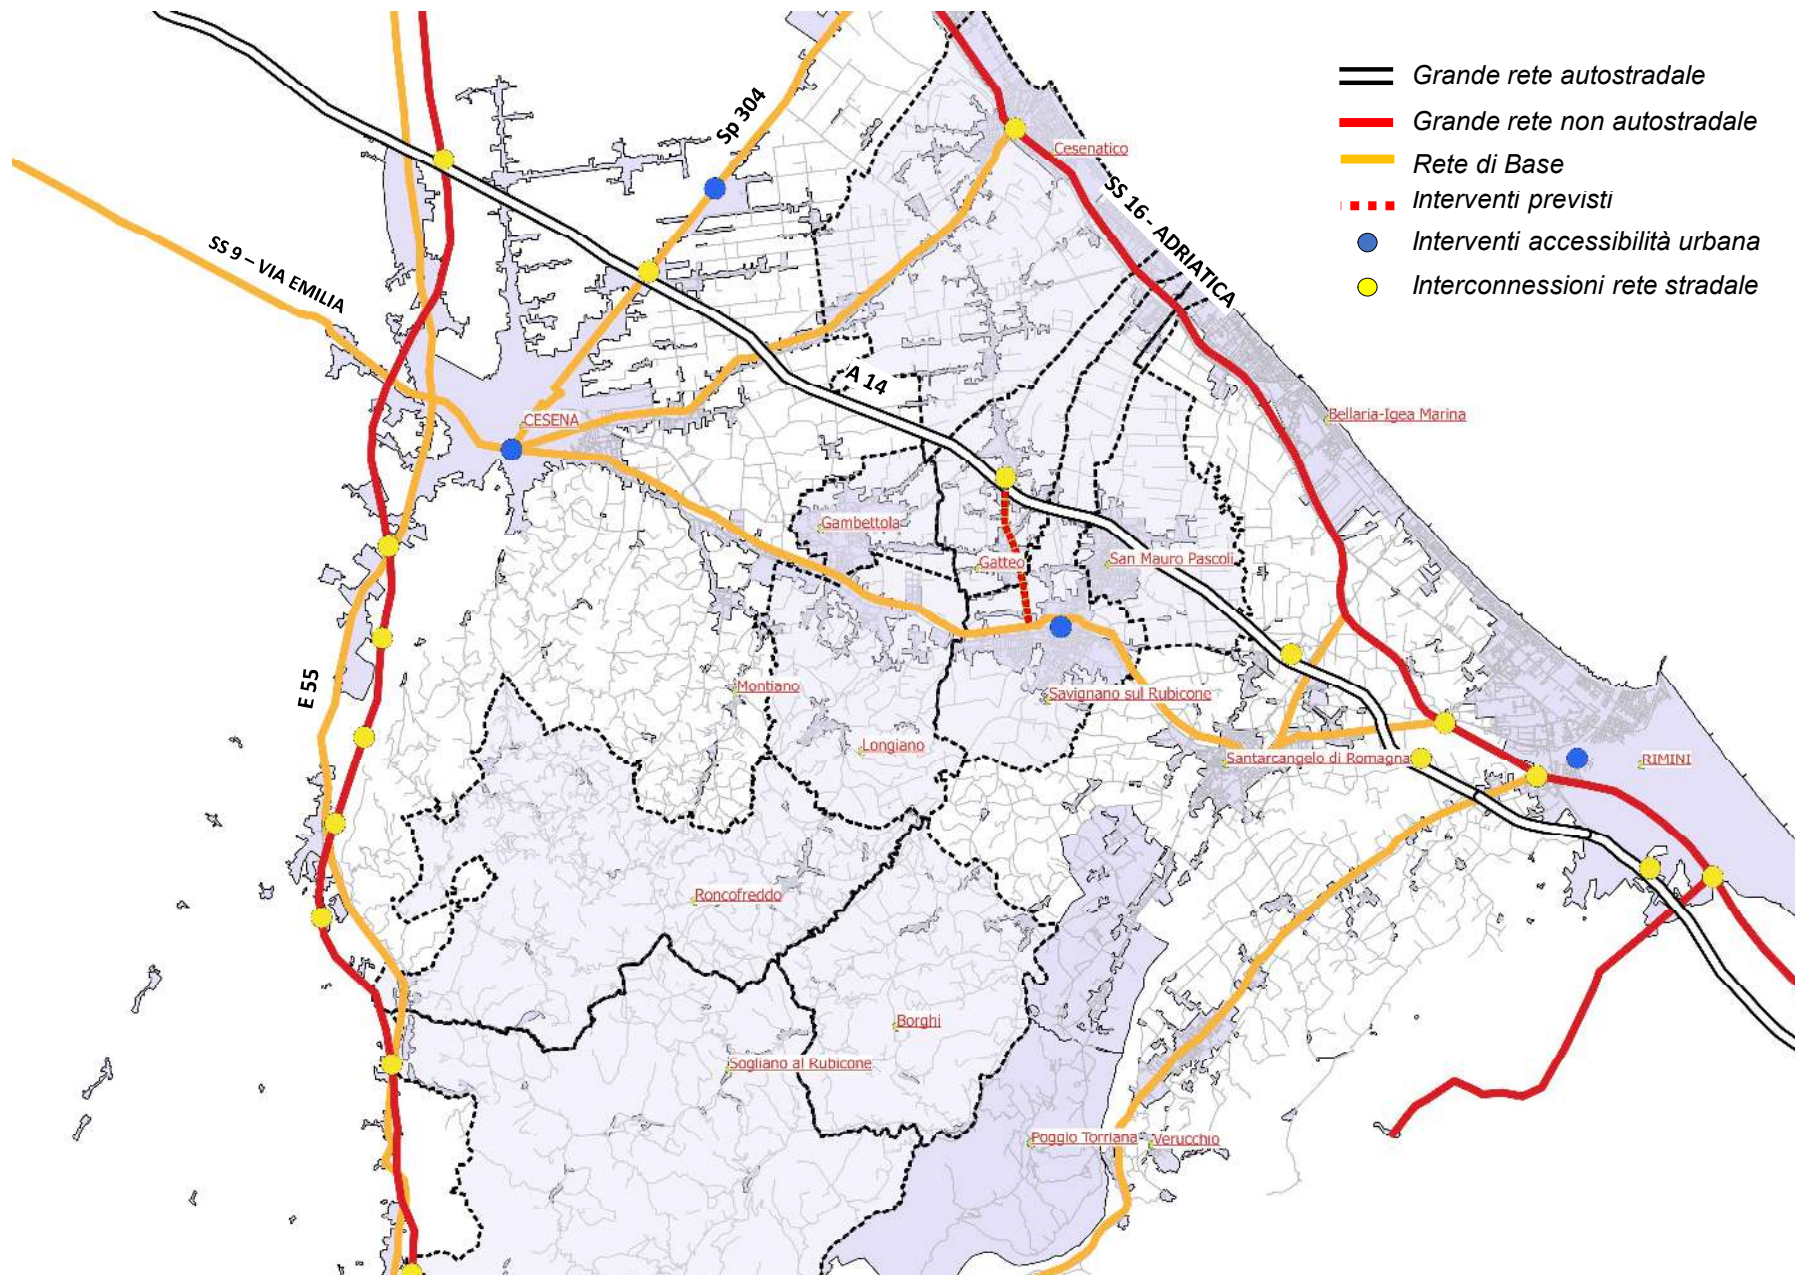 Grande rete autostradale
Grande rete non autostradale
Rete di Base
Interventi previsti
Interventi accessibilità urbana
Interconnessioni rete stradale
Sp 304
Cesenatico
SS 16 - ADRIATICA
SS 9 – VIA EMILIA
A 14
CESENA
Bellaria-Igea Marina
Gambettola
Gatteo
San Mauro Pascoli
E 55
Montiano
Savignano sul Rubicone
Longiano
Santarcangelo di Romagna
RIMINI
Roncofreddo
Borghi
Sogliano al Rubicone
Poggio Torriana
Verucchio